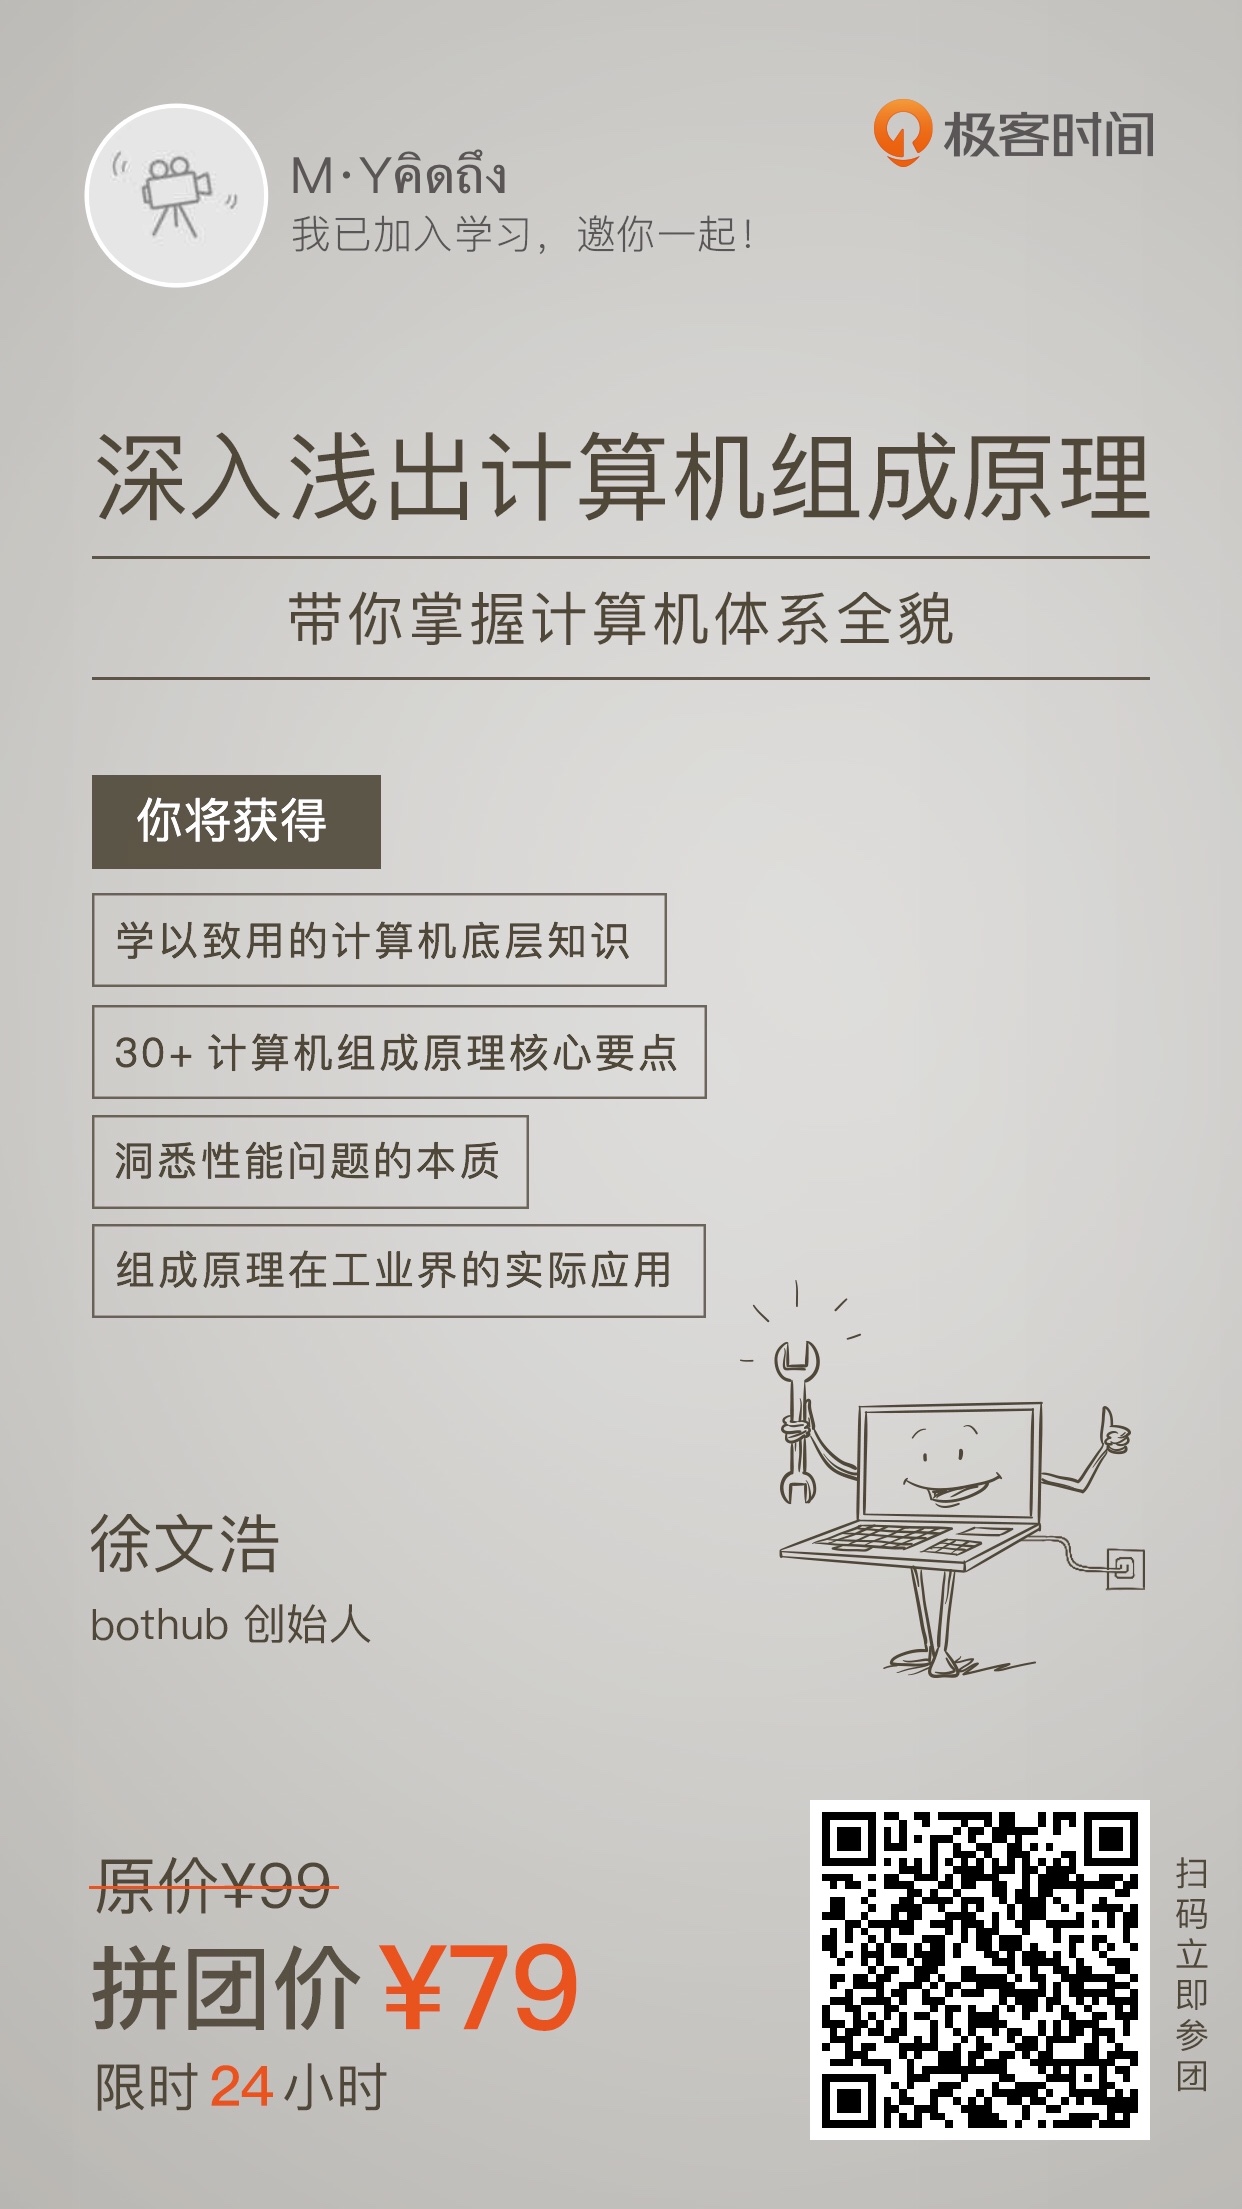 M·Yคิดถึง
极客时间
我已加入学习，邀你一起！
深入浅出计算机组成原理
带你掌握计算机体系全貌
你将获得
学以致用的计算机底层知识
30+ 计算机组成原理核心要点
洞悉性能问题的本质
组成原理在工业界的实际应用
徐文浩
bothub 创始人
原价¥99
拼团价 ¥79
限时 24 小时
扫码立即参团